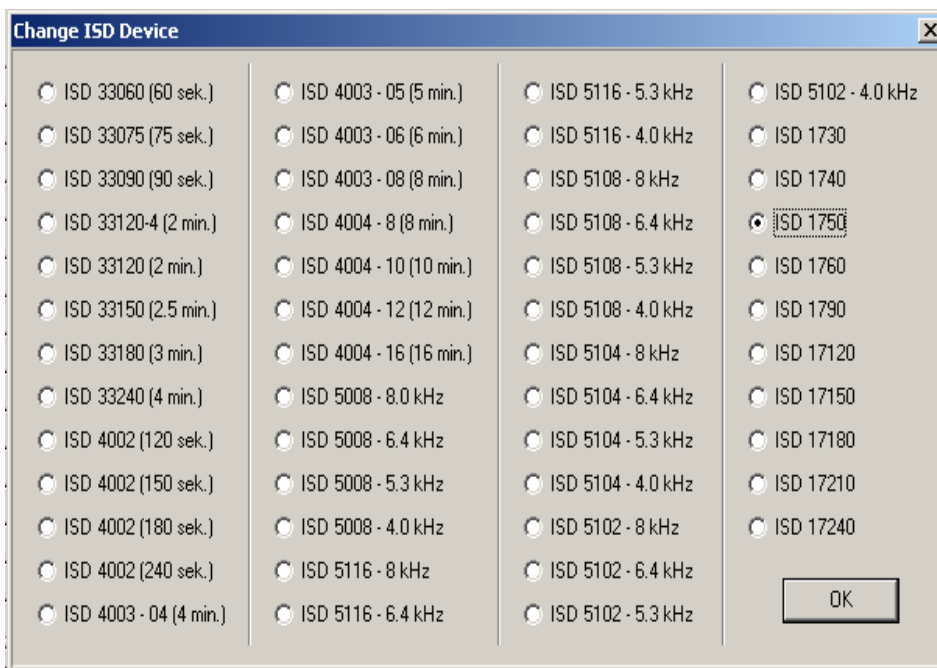 Change ISD Device
ISD 33060 (60 sek.)
ISD 33075 (75 sek.)
ISD 33090 (90 sek.)
ISD 33120-4 (2 min.)
ISD 33120 (2 min.)
ISD 33150 (2.5 min.)
ISD 33180 (3 min.)
ISD 33240 (4 min.)
ISD 4002 (120 sek.)
ISD 4002 (150 sek.)
ISD 4002 (180 sek.)
ISD 4002 (240 sek.)
ISD 4003 - 04 (4 min.)
ISD 4003 - 05 (5 min.)
ISD 4003 - 06 (6 min.)
ISD 4003 - 08 (8 min.)
ISD 4004 - 8 (8 min.)
ISD 4004 - 10 (10 min.)
ISD 4004 - 12 (12 min.)
ISD 4004 - 16 (16 min.)
ISD 5008 - 8.0 kHz
ISD 5008 - 6.4 kHz
ISD 5008 - 5.3 kHz
ISD 5008 - 4.0 kHz
ISD 5116 - 8 kHz
ISD 5116 - 6.4 kHz
ISD 5116 - 5.3 kHz
ISD 5116 - 4.0 kHz
ISD 5108 - 8 kHz
ISD 5108 - 6.4 kHz
ISD 5108 - 5.3 kHz
ISD 5108 - 4.0 kHz
ISD 5104 - 8 kHz
ISD 5104 - 6.4 kHz
ISD 5104 - 5.3 kHz
ISD 5104 - 4.0 kHz
ISD 5102 - 8 kHz
ISD 5102 - 6.4 kHz
ISD 5102 - 5.3 kHz
ISD 5102 - 4.0 kHz
ISD 1730
ISD 1740
ISD 1750
ISD 1760
ISD 1790
ISD 17120
ISD 17150
ISD 17180
ISD 17210
ISD 17240
OK